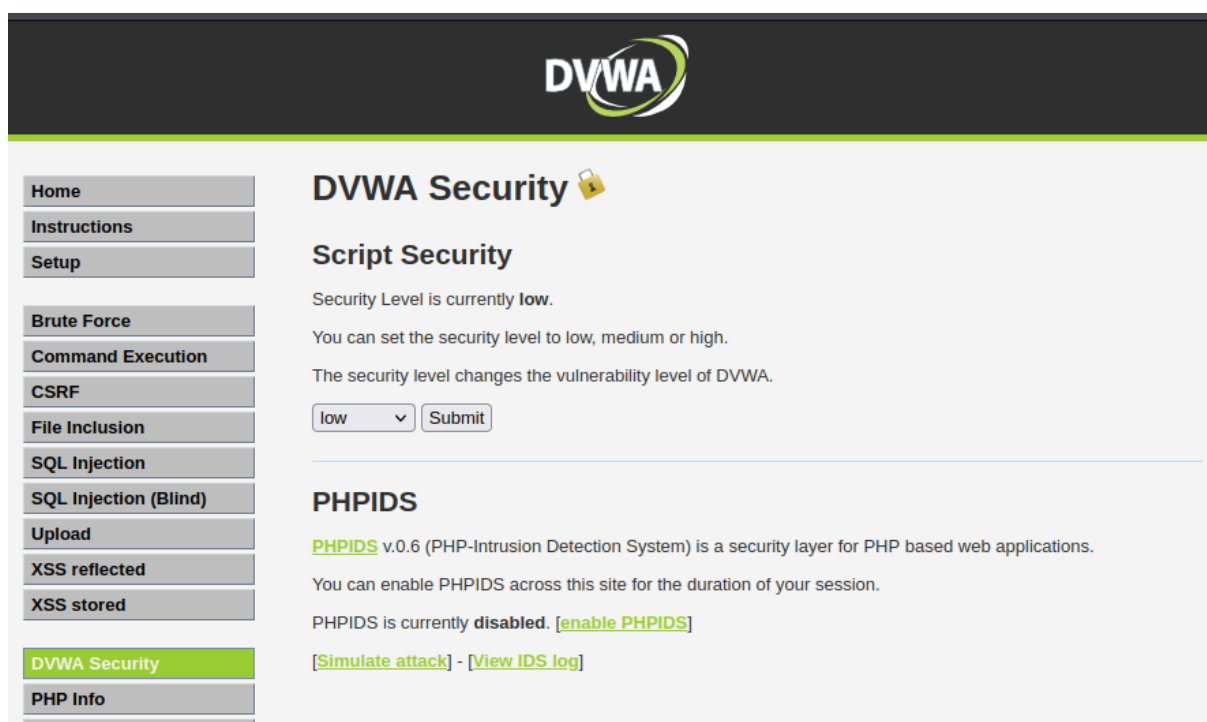 DVWA
Home
Instructions
Setup
Brute Force
Command Execution
CSRF
File Inclusion
SQL Injection
SQL Injection (Blind)
Upload
XSS reflected
XSS stored
DVWA Security
PHP Info
DVWA Security
Script Security
Security Level is currently low.
You can set the security level to low, medium or high.
The security level changes the vulnerability level of DVWA.
low Submit
PHPIDS
PHPIDS v.0.6 (PHP-Intrusion Detection System) is a security layer for PHP based web applications.
You can enable PHPIDS across this site for the duration of your session.
PHPIDS is currently disabled. [enable PHPIDS]
[Simulate attack] - [View IDS log]